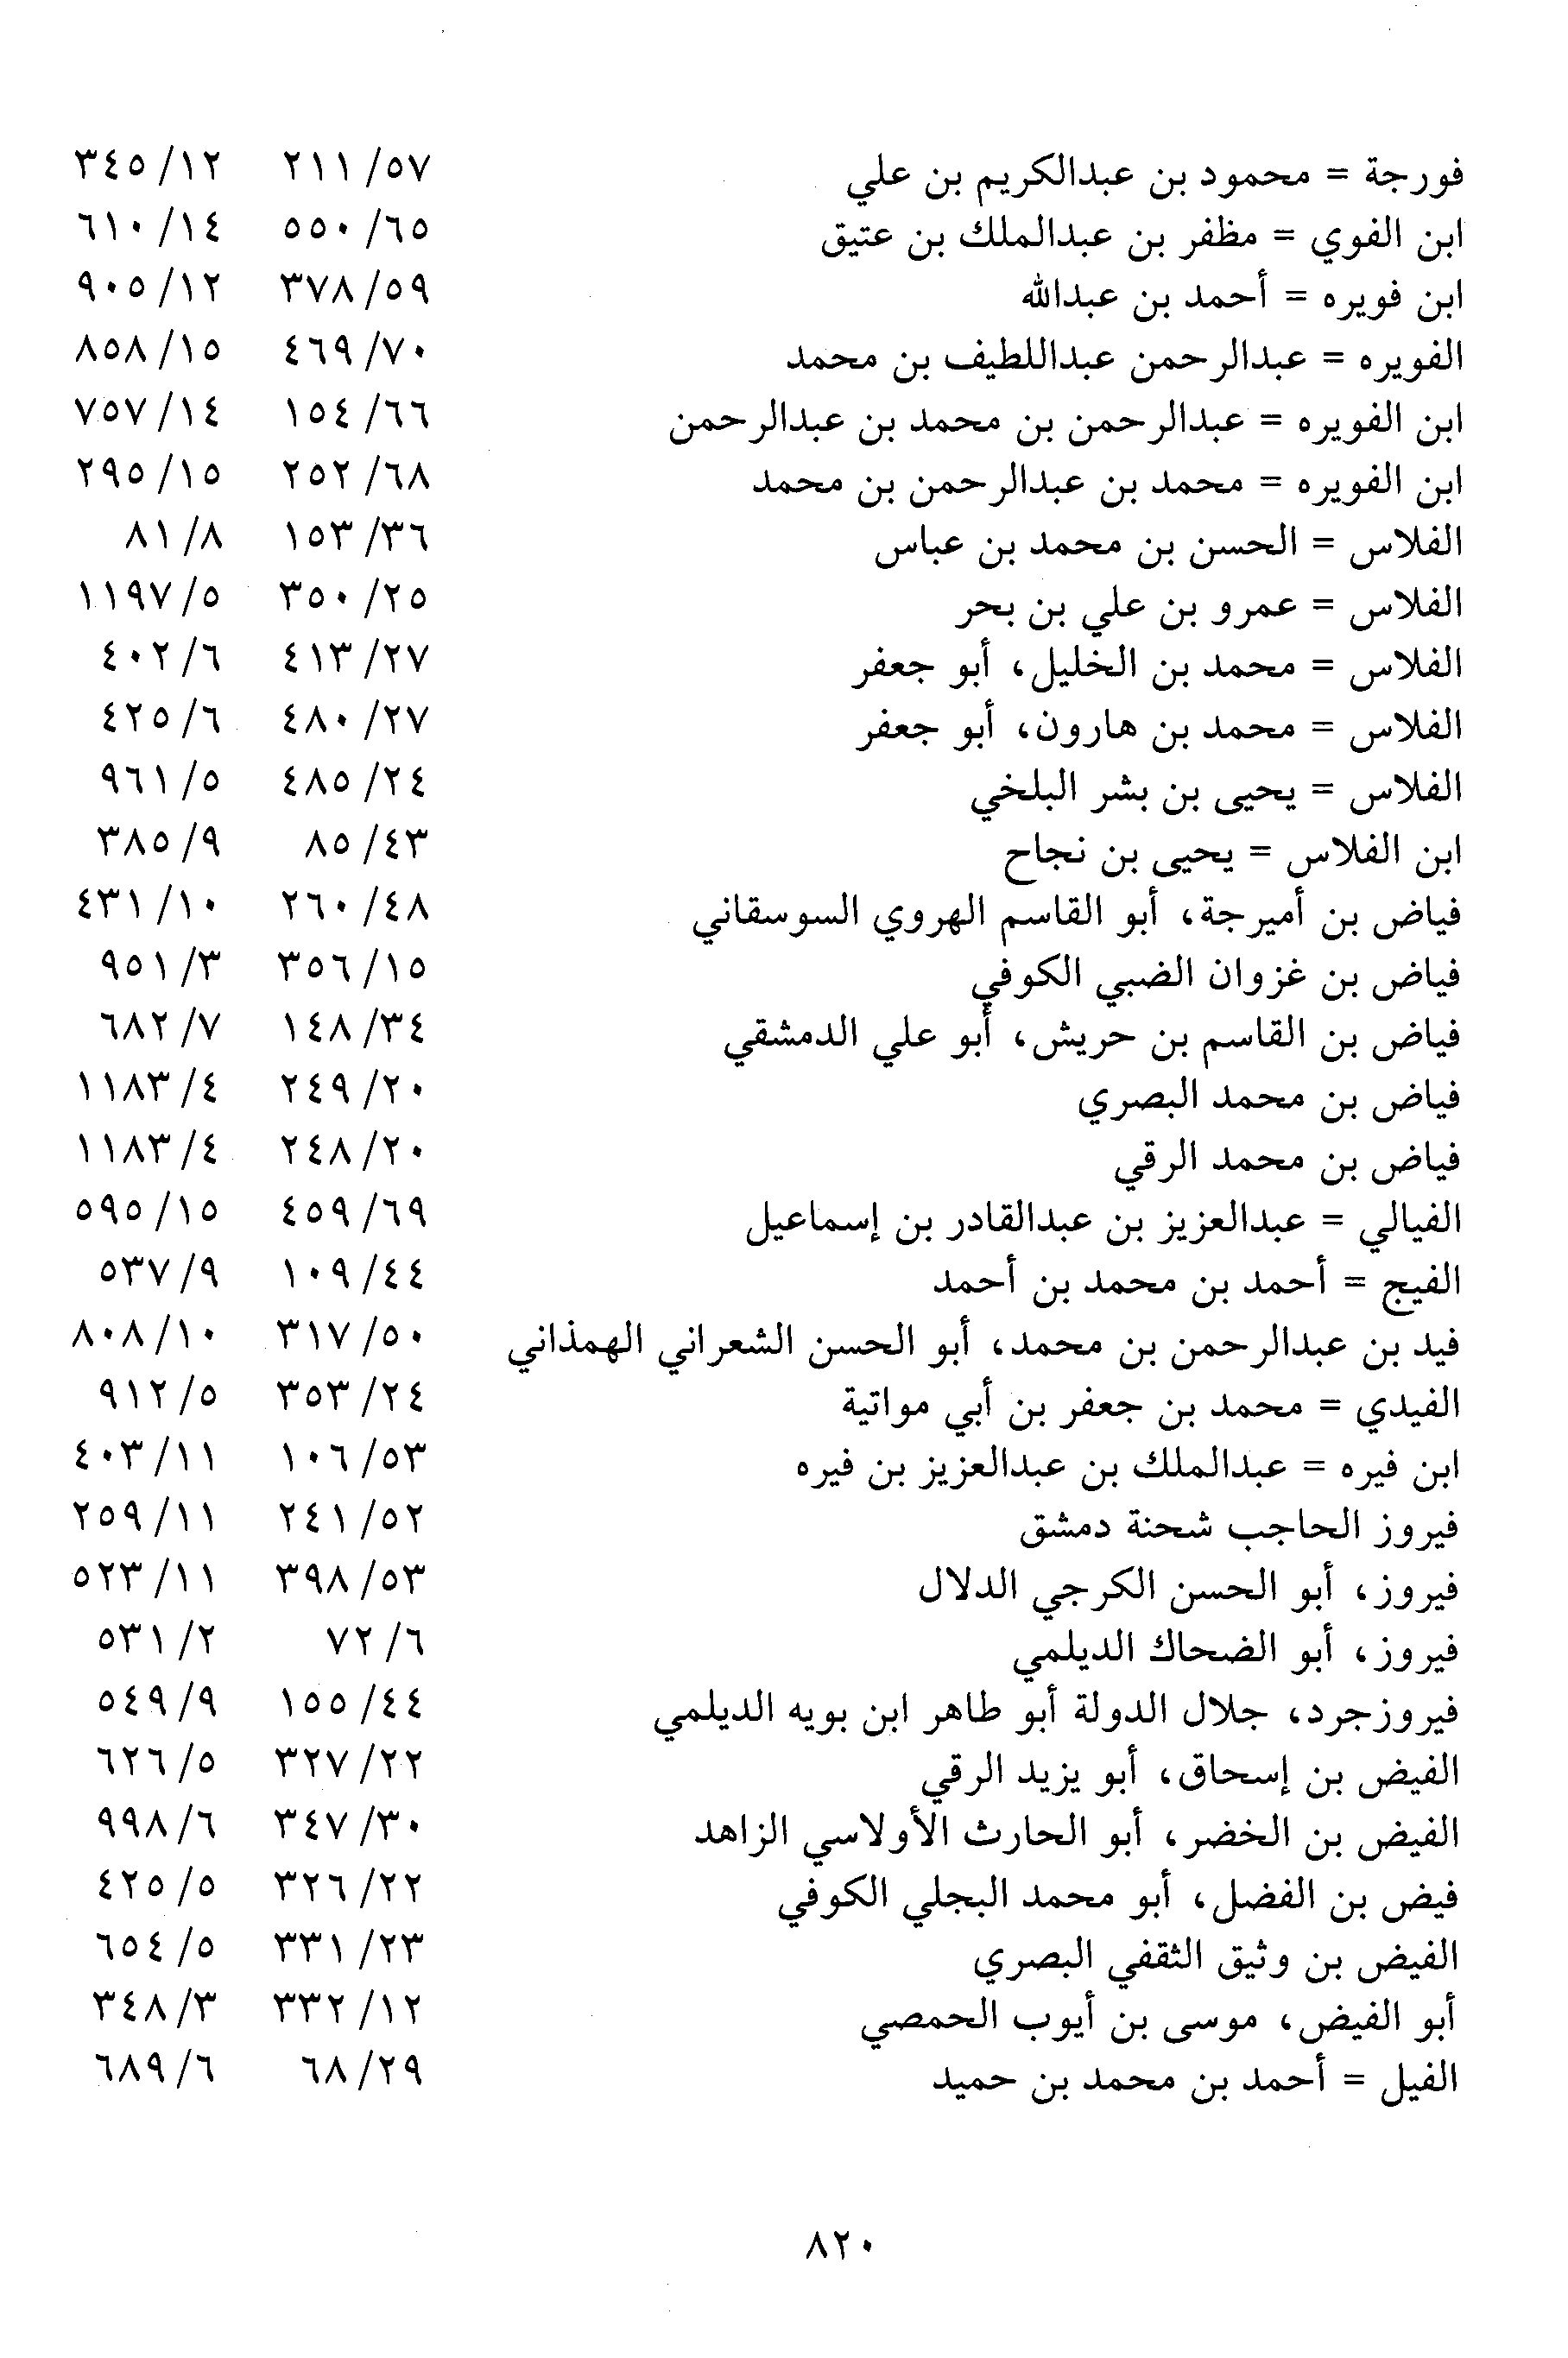 فورجة = محمود بن عبدالكريم بن علي ٥٧/ ٢١١ ١٢/ ٣٤٥
ابن الفوي = مظفر بن عبدالملك بن عتيق ٦٥/ ٥٥٠ ١٤/ ٦١٠
ابن فويره = أحمد بن عبدالله ٥٩/ ٣٧٨ ١٢/ ٩٠٥
الفويره = عبدالرحمن عبداللطيف بن محمد ٧٠/ ٤٦٩ ١٥/ ٨٥٨
ابن الفويره = عبدالرحمن بن محمد بن عبدالرحمن ٦٦/ ١٥٤ ١٤/ ٧٥٧
ابن الفويره = محمد بن عبدالرحمن بن محمد ٦٨/ ٢٥٢ ١٥/ ٢٩٥
الفلاس = الحسن بن محمد بن عباس ٣٦/ ١٥٣ ٨/ ٨١
الفلاس = عمرو بن علي بن بحر ٢٥/ ٣٥٠ ٥/ ١١٩٧
الفلاس = محمد بن الخليل، أبو جعفر ٢٧/ ٤١٣ ٦/ ٤٠٢
الفلاس = محمد بن هارون، أبو جعفر ٢٧/ ٤٨٠ ٦/ ٤٢٥
الفلاس = يحيى بن بشر البلخي ٢٤/ ٤٨٥ ٥/ ٩٦١
ابن الفلاس = يحيى بن نجاح ٤٣/ ٨٥ ٩/ ٣٨٥
فياض بن أميرجة، أبو القاسم الهروي السوسقاني ٤٨/ ٢٦٠ ١٠/ ٤٣١
فياض بن غزوان الضبي الكوفي ١٥/ ٣٥٦ ٣/ ٩٥١
فياض بن القاسم بن حريش، أبو علي الدمشقي ٣٤/ ١٤٨ ٧/ ٦٨٢
فياض بن محمد البصري ٢٠/ ٢٤٩ ٤/ ١١٨٣
فياض بن محمد الرقي ٢٠/ ٢٤٨ ٤/ ١١٨٣
الفيالي = عبدالعزيز بن عبدالقادر بن إسماعيل ٦٩/ ٤٥٩ ١٥/ ٥٩٥
الفيج = أحمد بن محمد بن أحمد ٤٤/ ١٠٩ ٩/ ٥٣٧
فيد بن عبدالرحمن بن محمد، أبو الحسن الشعراني الهمذاني ٥٠/ ٣١٧ ١٠/ ٨٠٨
الفيدي = محمد بن جعفر بن أبي مواتية ٢٤/ ٣٥٣ ٥/ ٩١٢
ابن فيره = عبدالملك بن عبدالعزيز بن فيره ٥٣/ ١٠٦ ١١/ ٤٠٣
فيروز الحاجب شحنة دمشق ٥٢/ ٢٤١ ١١/ ٢٥٩
فيروز، أبو الحسن الكرجي الدلال ٥٣/ ٣٩٨ ١١/ ٥٢٣
فيروز، أبو الضحاك الديلمي ٦/ ٧٢ ٢/ ٥٣١
فيروزجرد، جلال الدولة أبو طاهر ابن بويه الديلمي ٤٤/ ١٥٥ ٩/ ٥٤٩
الفيض بن إسحاق، أبو يزيد الرقي ٢٢/ ٣٢٧ ٥/ ٦٢٦
الفيض بن الخضر، أبو الحارث الأولاسي الزاهد ٣٠/ ٣٤٧ ٦/ ٩٩٨
فيض بن الفضل، أبو محمد البجلي الكوفي ٢٢/ ٣٢٦ ٥/ ٤٢٥
الفيض بن وثيق الثقفي البصري ٢٣/ ٣٣١ ٥/ ٦٥٤
أبو الفيض، موسى بن أيوب الحمصي ١٢/ ٣٣٢ ٣/ ٣٤٨
الفيل = أحمد بن محمد بن حميد ٢٩/ ٦٨ ٦/ ٦٨٩
٨٢٠